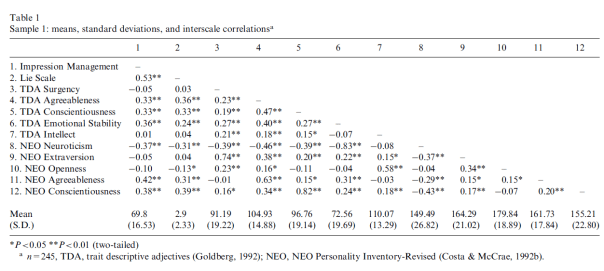 Table 1
Sample 1: means, standard deviations, and interscale correlationsª
1 2 3 4 5 6 7 8 9 10 11 12
1. Impression Management –
2. Lie Scale 0.53** –
3. TDA Surgency −0.05 0.03 –
4. TDA Agreeableness 0.33** 0.36** 0.23** –
5. TDA Conscientiousness 0.33** 0.33** 0.19** 0.47** –
6. TDA Emotional Stability 0.36** 0.24** 0.27** 0.40** 0.27** –
7. TDA Intellect 0.01 0.04 0.21** 0.18** 0.15* −0.07 –
8. NEO Neuroticism −0.37** −0.31** −0.39** −0.46** −0.39** −0.83** −0.08 –
9. NEO Extraversion −0.05 0.04 0.74** 0.38** 0.20** 0.22** 0.15* −0.37** –
10. NEO Openness −0.10 −0.13* 0.23** 0.16* −0.11 −0.04 0.58** −0.04 0.34** –
11. NEO Agreeableness 0.42** 0.31** −0.01 0.63** 0.15* 0.31** −0.03 −0.29** 0.15* 0.15* –
12. NEO Conscientiousness 0.38** 0.39** 0.16* 0.34** 0.82** 0.24** 0.18** −0.43** 0.17** −0.07 0.20** –
Mean 69.8 2.9 91.19 104.93 96.76 72.56 110.07 149.49 164.29 179.84 161.73 155.21
(S.D.) (16.53) (2.33) (19.22) (14.88) (19.14) (19.69) (13.29) (26.82) (21.02) (18.89) (17.84) (22.80)
*P<0.05 **P<0.01 (two-tailed)
ª n=245, TDA, trait descriptive adjectives (Goldberg, 1992); NEO, NEO Personality Inventory-Revised (Costa & McCrae, 1992b).